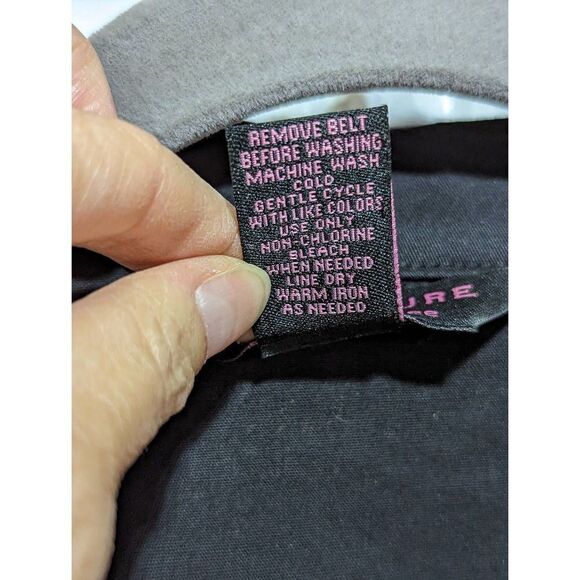 REMOVE BELT
BEFORE WASHING
MACHINE WASH
COLD
GENTLE CYCLE
WITH LIKE COLORS
USE ONLY
NON-CHLORINE
BLEACH
WHEN NEEDED
LINE DRY
WARM IRON
AS NEEDED